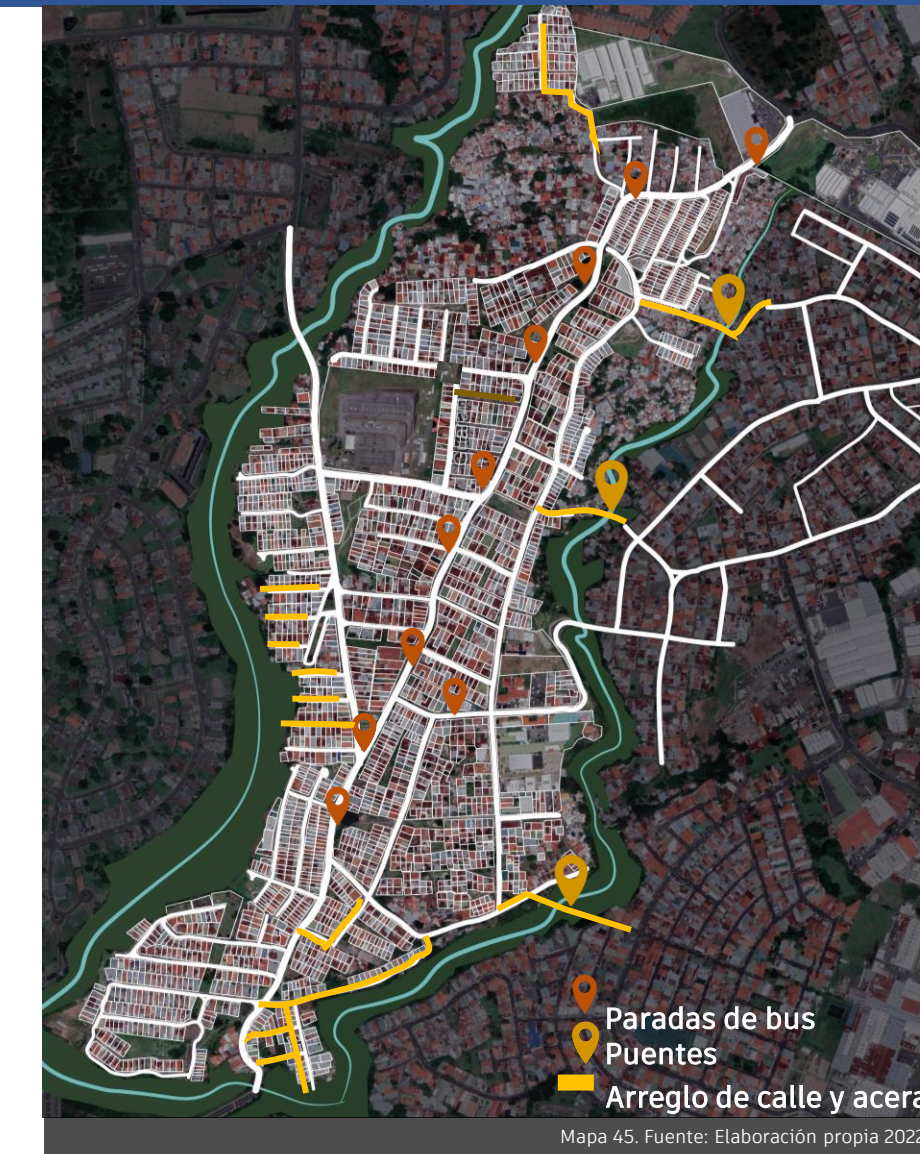 Paradas de bus
Puentes
Arreglo de calle y acera
Mapa 45. Fuente: Elaboración propia 2022